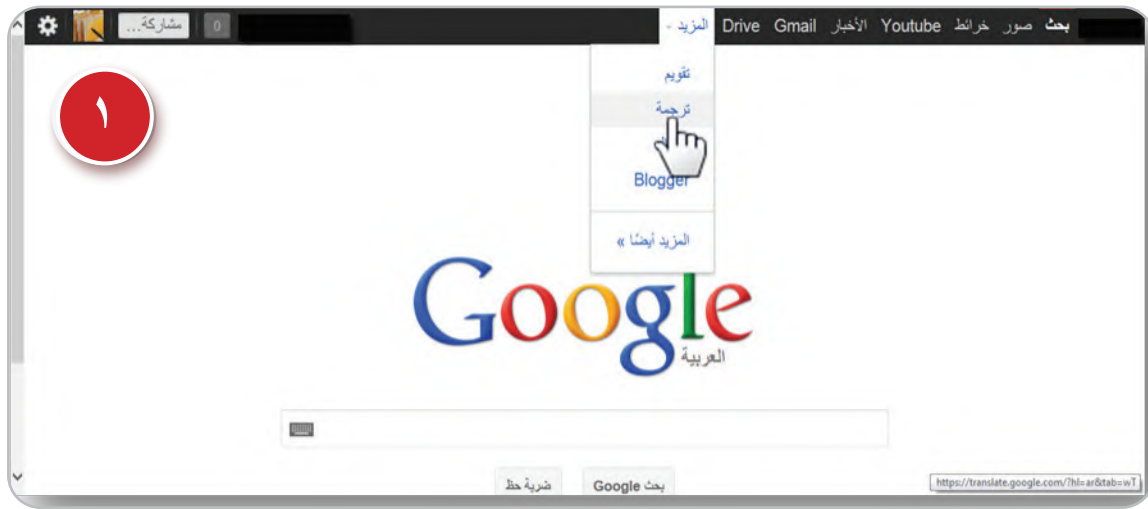 بحث صور خرائط Youtube الأخبار Gmail Drive المزيد 0 مشاركة...
١
تقويم
ترجمة
Blogger
المزيد أيضًا »
Google
العربية
بحث Google ضربة حظ
https://translate.google.com/?hl=ar&tab=wT